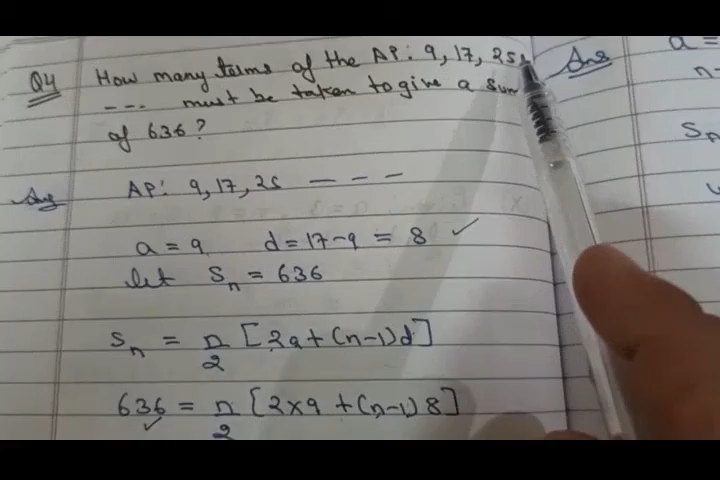 Q4 How many terms of the AP: 9, 17, 25,
--- must be taken to give a sum
of 636?
Ans AP: 9, 17, 25 ---
a = 9 d = 17-9 = 8 ✓
let Sn = 636
Sn = n/2 [2a + (n-1)d]
636 = n/2 [2×9 + (n-1) 8]
Ans
a =
n
Sn